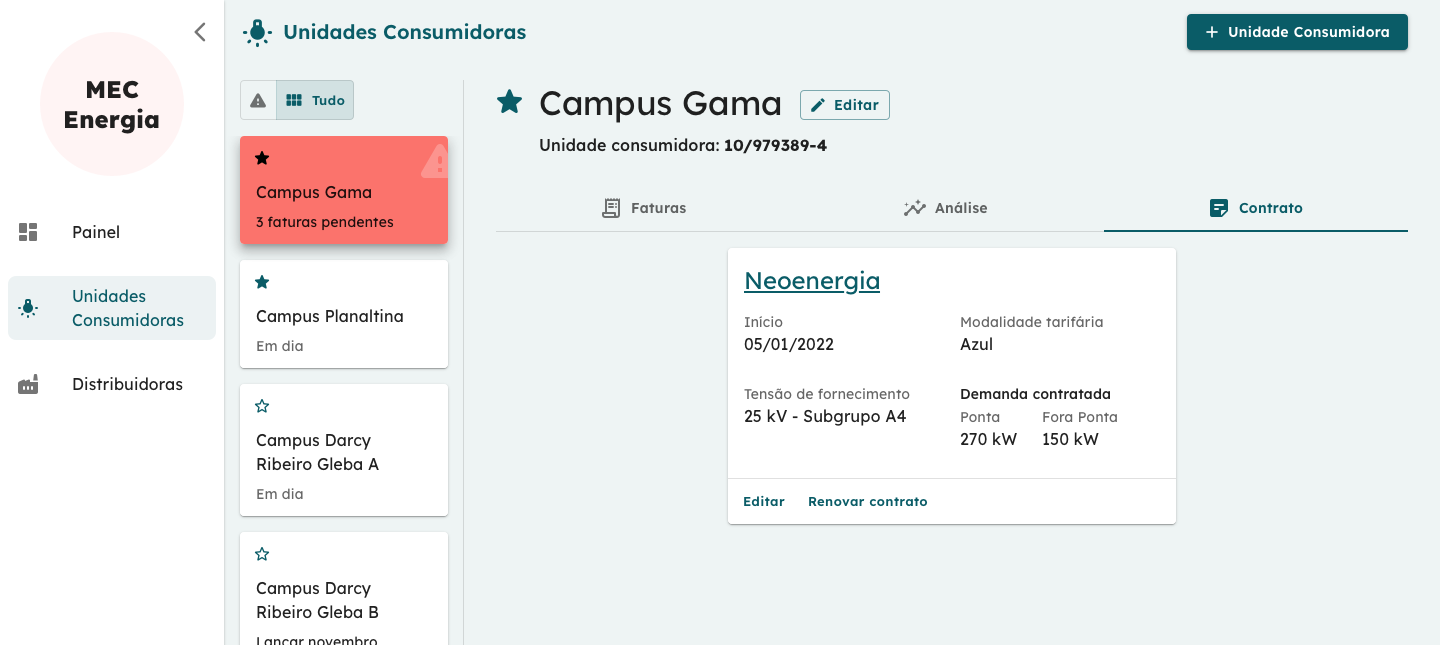 MEC
Energia
Painel
Unidades
Consumidoras
Distribuidoras
Unidades Consumidoras
+ Unidade Consumidora
Tudo
Campus Gama
3 faturas pendentes
Campus Planaltina
Em dia
Campus Darcy
Ribeiro Gleba A
Em dia
Campus Darcy
Ribeiro Gleba B
Lançar novembro
Campus Gama
Editar
Unidade consumidora: 10/979389-4
Faturas
Análise
Contrato
Neoenergia
Início
05/01/2022
Modalidade tarifária
Azul
Tensão de fornecimento
25 kV - Subgrupo A4
Demanda contratada
Ponta
Fora Ponta
270 kW
150 kW
Editar
Renovar contrato